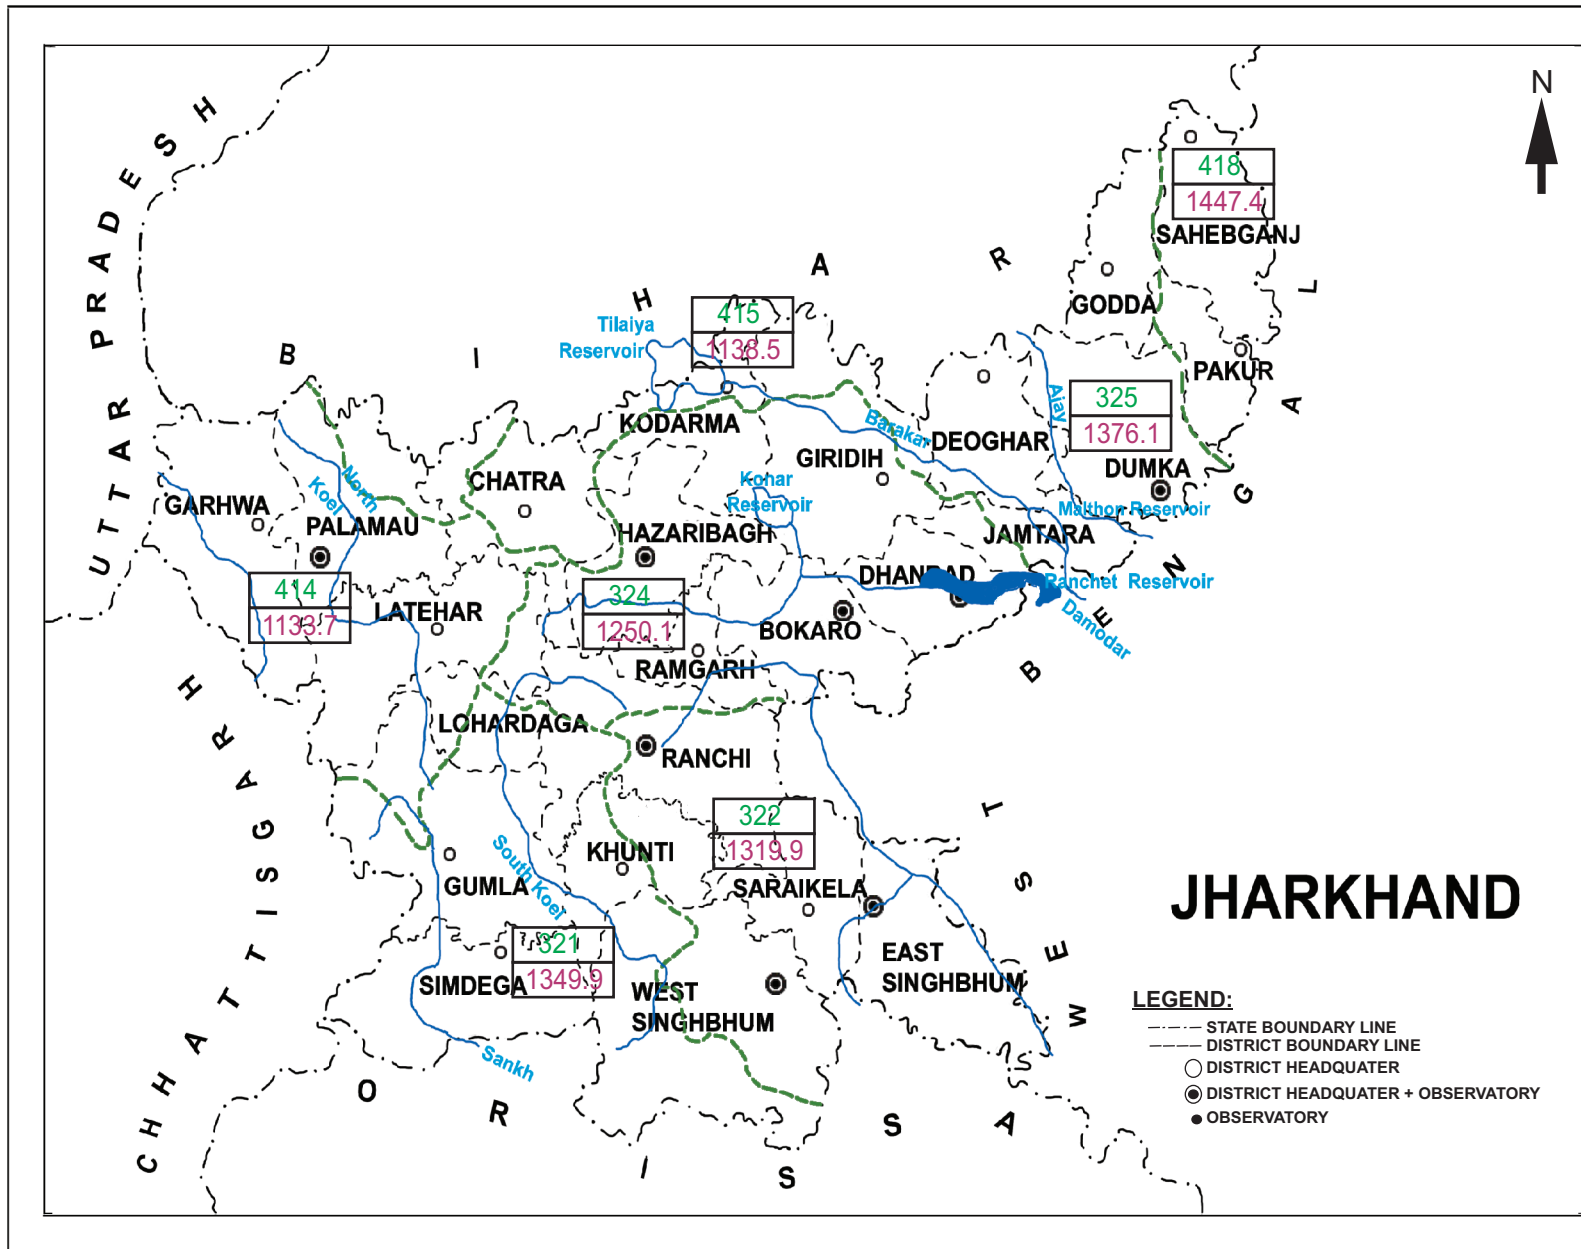 N
UTTAR PRADESH
BIHAR
418
1447.4
SAHEBGANJ
GODDA
415
1138.5
Tilaiya
Reservoir
PAKUR
325
1376.1
Ajay
KODARMA
Barakar
DEOGHAR
GIRIDIH
DUMKA
CHATRA
Kohar
Reservoir
North
Koel
GARHWA
PALAMAU
HAZARIBAGH
Maithon Reservoir
JAMTARA
DHANBAD
Panchet Reservoir
414
1133.7
LATEHAR
324
1250.1
BOKARO
Damodar
RAMGARH
LOHARDAGA
RANCHI
322
1319.9
KHUNTI
South Koel
GUMLA
SARAIKELA
JHARKHAND
321
1349.9
SIMDEGA
EAST
SINGHBHUM
WEST
SINGHBHUM
Sankh
CHHATTISGARH
ORISSA
WEST BENGAL
LEGEND:
STATE BOUNDARY LINE
DISTRICT BOUNDARY LINE
DISTRICT HEADQUATER
DISTRICT HEADQUATER + OBSERVATORY
OBSERVATORY